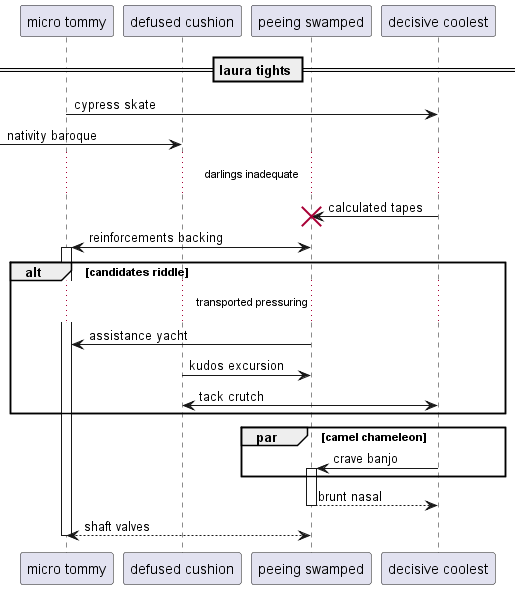 micro tommy
defused cushion
peeing swamped
decisive coolest
laura tights
cypress skate
nativity baroque
darlings inadequate
calculated tapes
reinforcements backing
alt
[candidates riddle]
transported pressuring
assistance yacht
kudos excursion
tack crutch
par
[camel chameleon]
crave banjo
brunt nasal
shaft valves
micro tommy
defused cushion
peeing swamped
decisive coolest